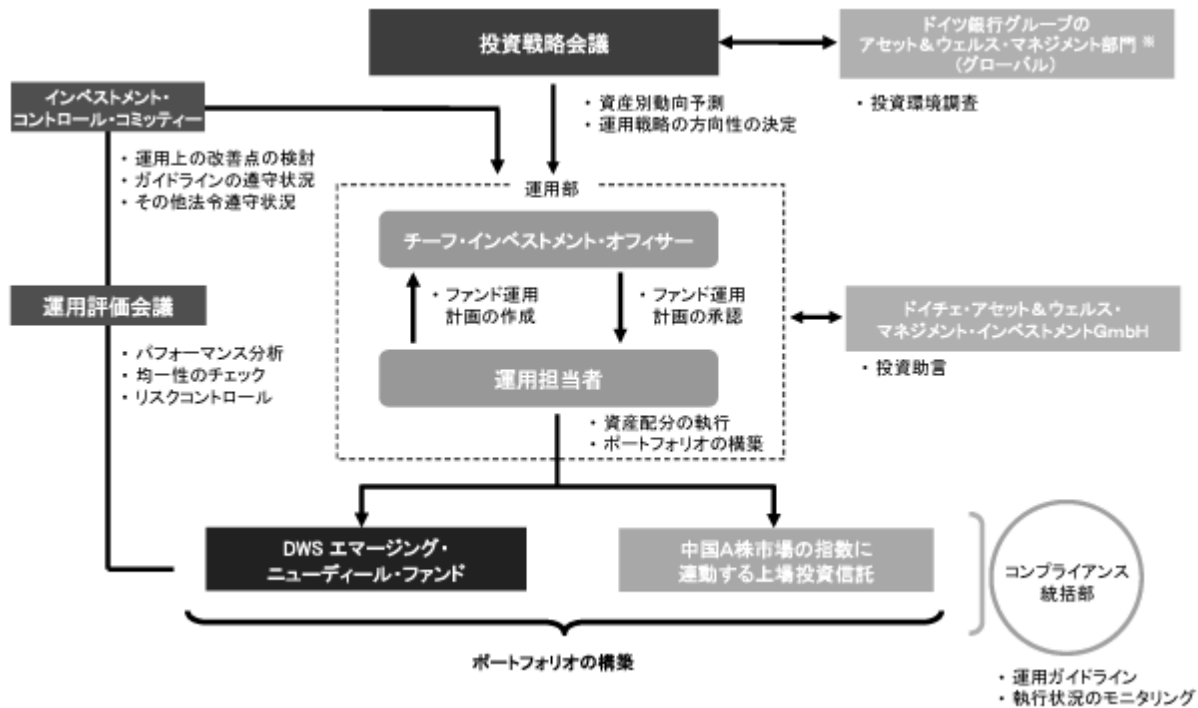 投資戦略会議
ドイツ銀行グループの
アセット&ウェルス・マネジメント部門 ※
(グローバル)
・資産別動向予測
・運用戦略の方向性の決定
・投資環境調査
インベストメント・
コントロール・コミッティー
・運用上の改善点の検討
・ガイドラインの遵守状況
・その他法令遵守状況
運用部
チーフ・インベストメント・オフィサー
・ファンド運用
計画の作成
・ファンド運用
計画の承認
運用評価会議
・パフォーマンス分析
・均一性のチェック
・リスクコントロール
ドイチェ・アセット&ウェルス・
マネジメント・インベストメントGmbH
・投資助言
運用担当者
・資産配分の執行
・ポートフォリオの構築
DWS エマージング・
ニューディール・ファンド
中国A株市場の指数に
連動する上場投資信託
コンプライアンス
統括部
ポートフォリオの構築
・運用ガイドライン
・執行状況のモニタリング